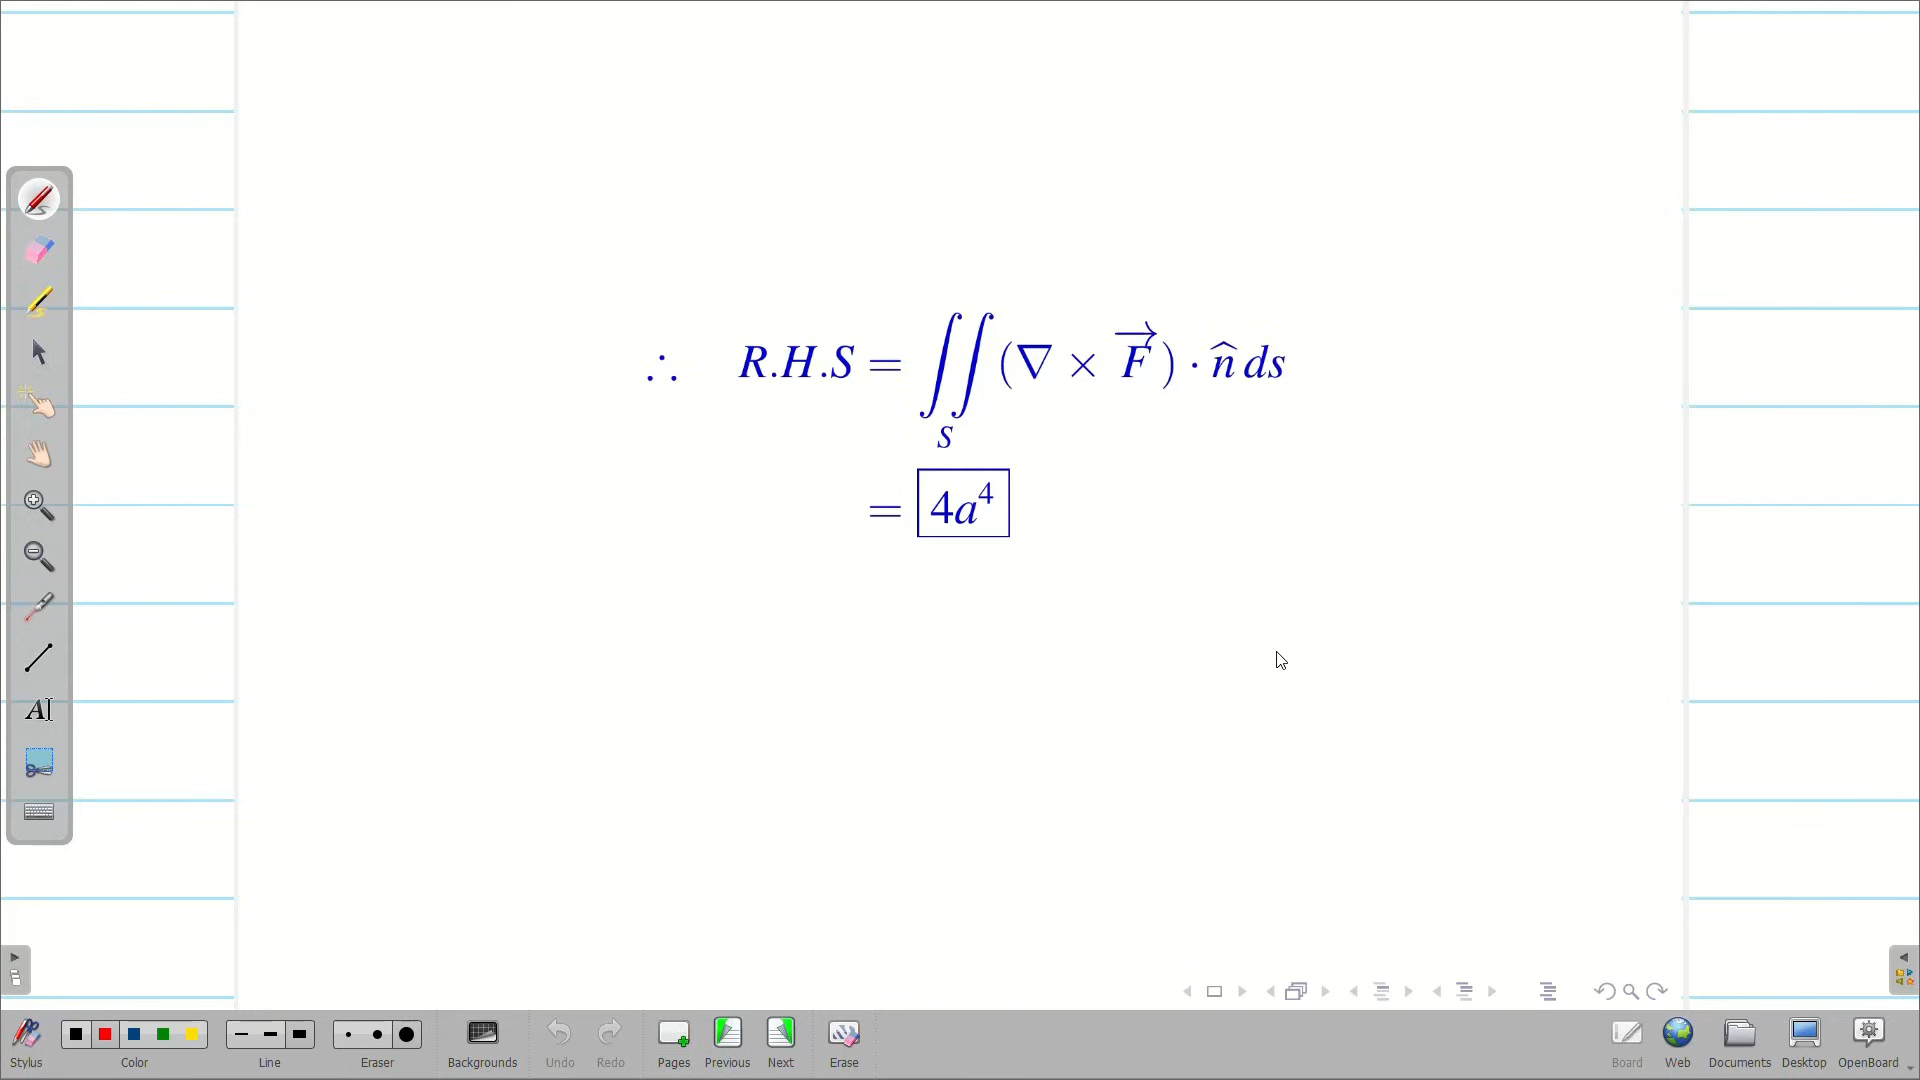 ∴ R.H.S = ∬_S (∇ × F⃗) · n̂ ds
= 4a⁴
AI
Stylus Color Line Eraser Backgrounds Undo Redo Pages Previous Next Erase Board Web Documents Desktop OpenBoard